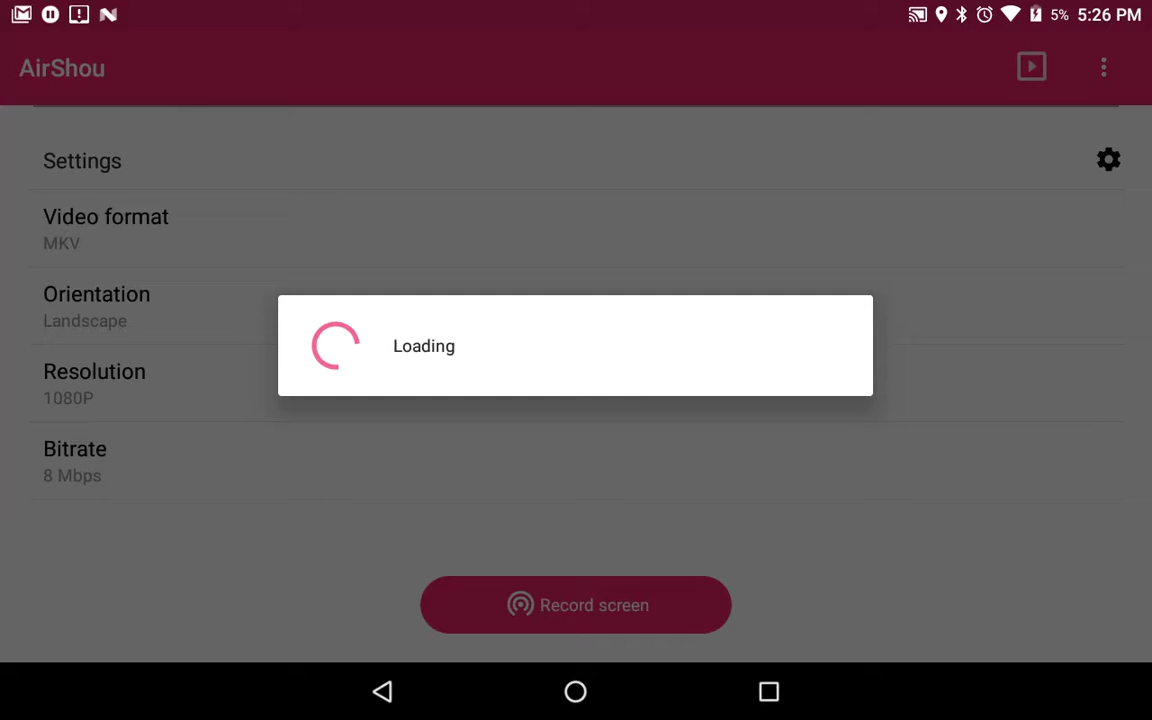 5% 5:26 PM
AirShou
Settings
Video format
MKV
Orientation
Landscape
Loading
Resolution
1080P
Bitrate
8 Mbps
Record screen